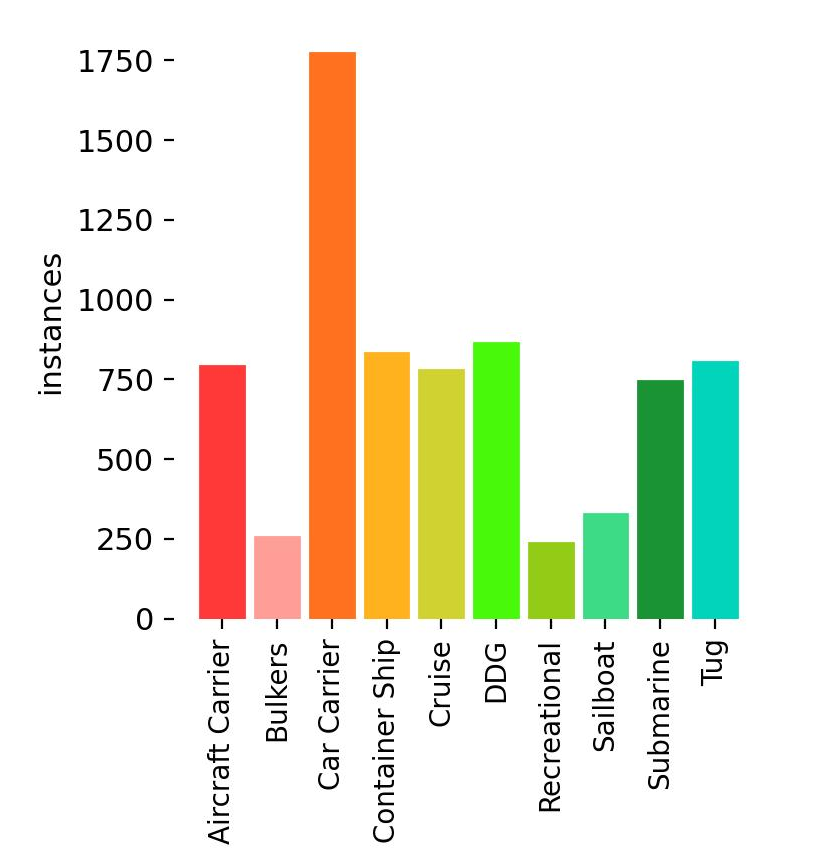 instances
1750
1500
1250
1000
750
500
250
0
Aircraft Carrier
Bulkers
Car Carrier
Container Ship
Cruise
DDG
Recreational
Sailboat
Submarine
Tug